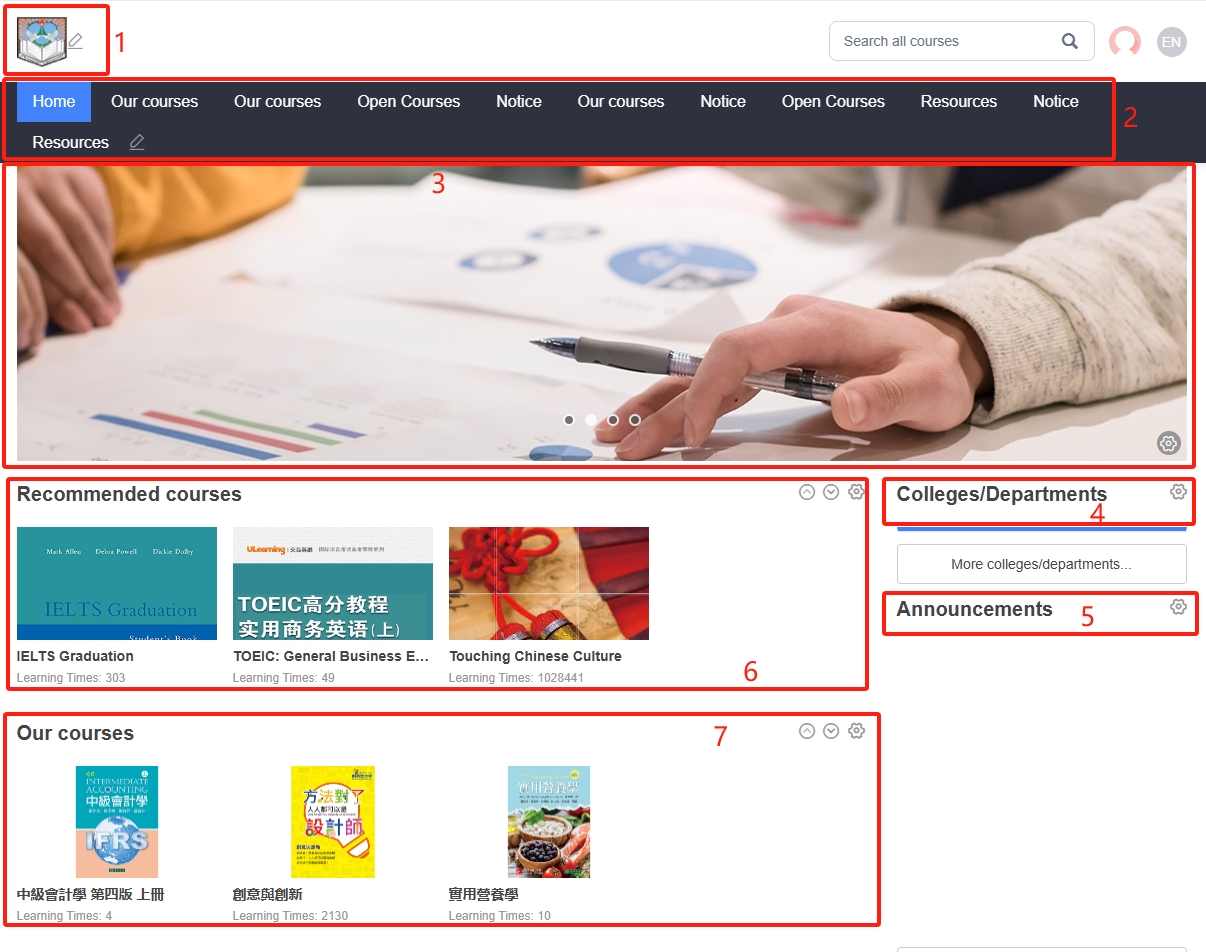 1
Search all courses
EN
Home
Our courses
Our courses
Open Courses
Notice
Our courses
Notice
Open Courses
Resources
Notice
2
Resources
3
Recommended courses
Mark Allen Debra Powell Dickie Dolby
IELTS Graduation
Student's Book
IELTS Graduation
Learning Times: 303
ULearning
TOEIC高分教程
实用商务英语(上)
TOEIC: General Business E...
Learning Times: 49
Touching Chinese Culture
Learning Times: 1028441
6
Colleges/Departments
4
More colleges/departments...
Announcements
5
Our courses
7
INTERMEDIATE
ACCOUNTING
中級會計學
IFRS
中級會計學 第四版 上冊
Learning Times: 4
方法對了
人人都可以是
設計師
創意與創新
Learning Times: 2130
實用營養學
實用營養學
Learning Times: 10